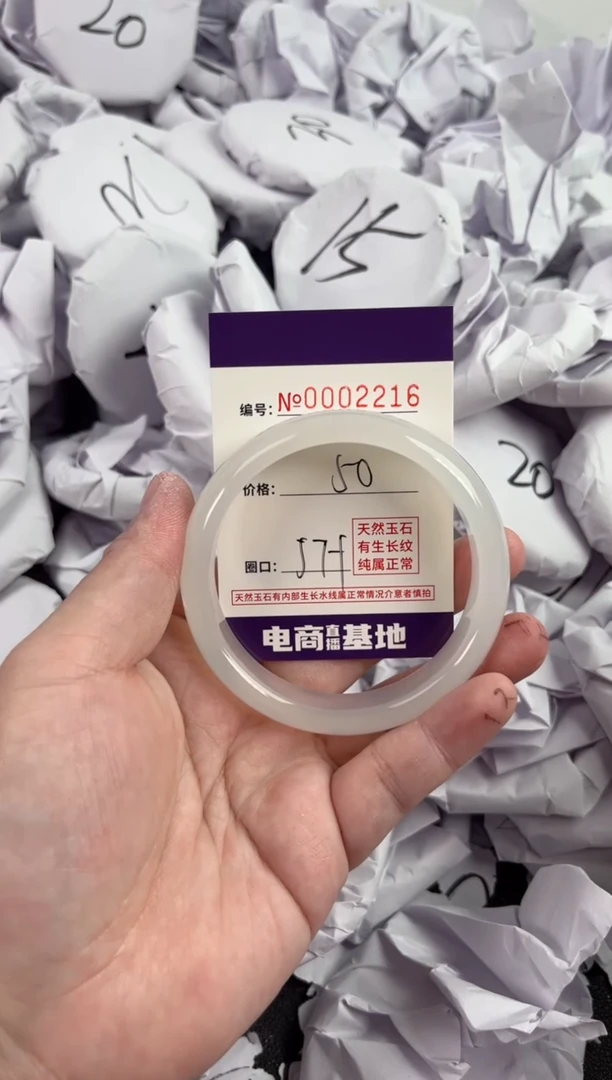 20
20
15
编号: №0002216
价格: 50
20
天然玉石
有生长纹
纯属正常
圈口: 57+
天然玉石有内部生长水线属正常情况介意者慎拍
电商直播基地